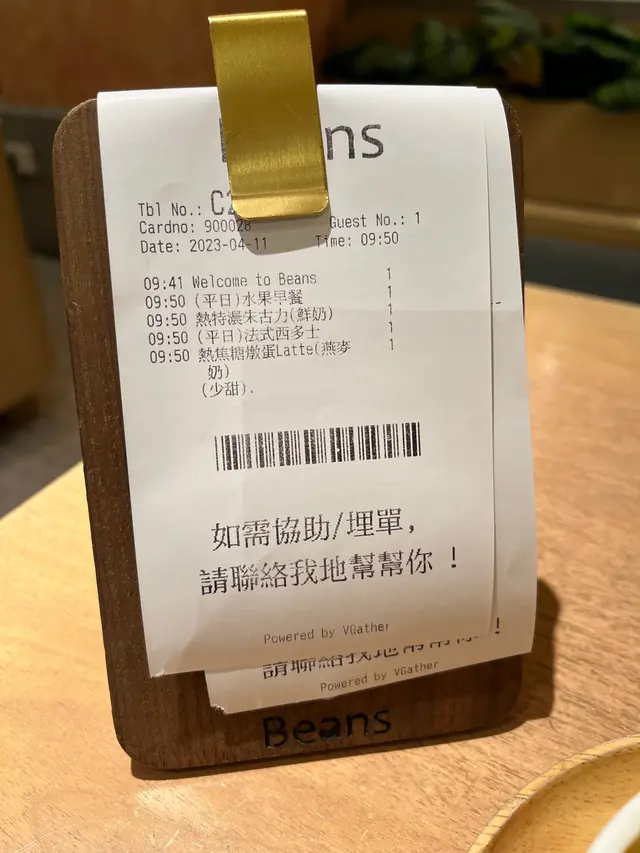 ns
Tbl No.: C2
Cardno: 900028 Guest No.: 1
Date: 2023-04-11 Time: 09:50
09:41 Welcome to Beans 1
09:50 (平日)水果早餐 1
09:50 熱特濃朱古力(鮮奶) 1
09:50 (平日)法式西多士 1
09:50 熱焦糖燉蛋Latte(燕麥 1
奶)
(少甜).
如需協助/埋單,
請聯絡我地幫幫你 !
Powered by VGather
請聯絡我地幫幫你 !
Powered by VGather
Beans